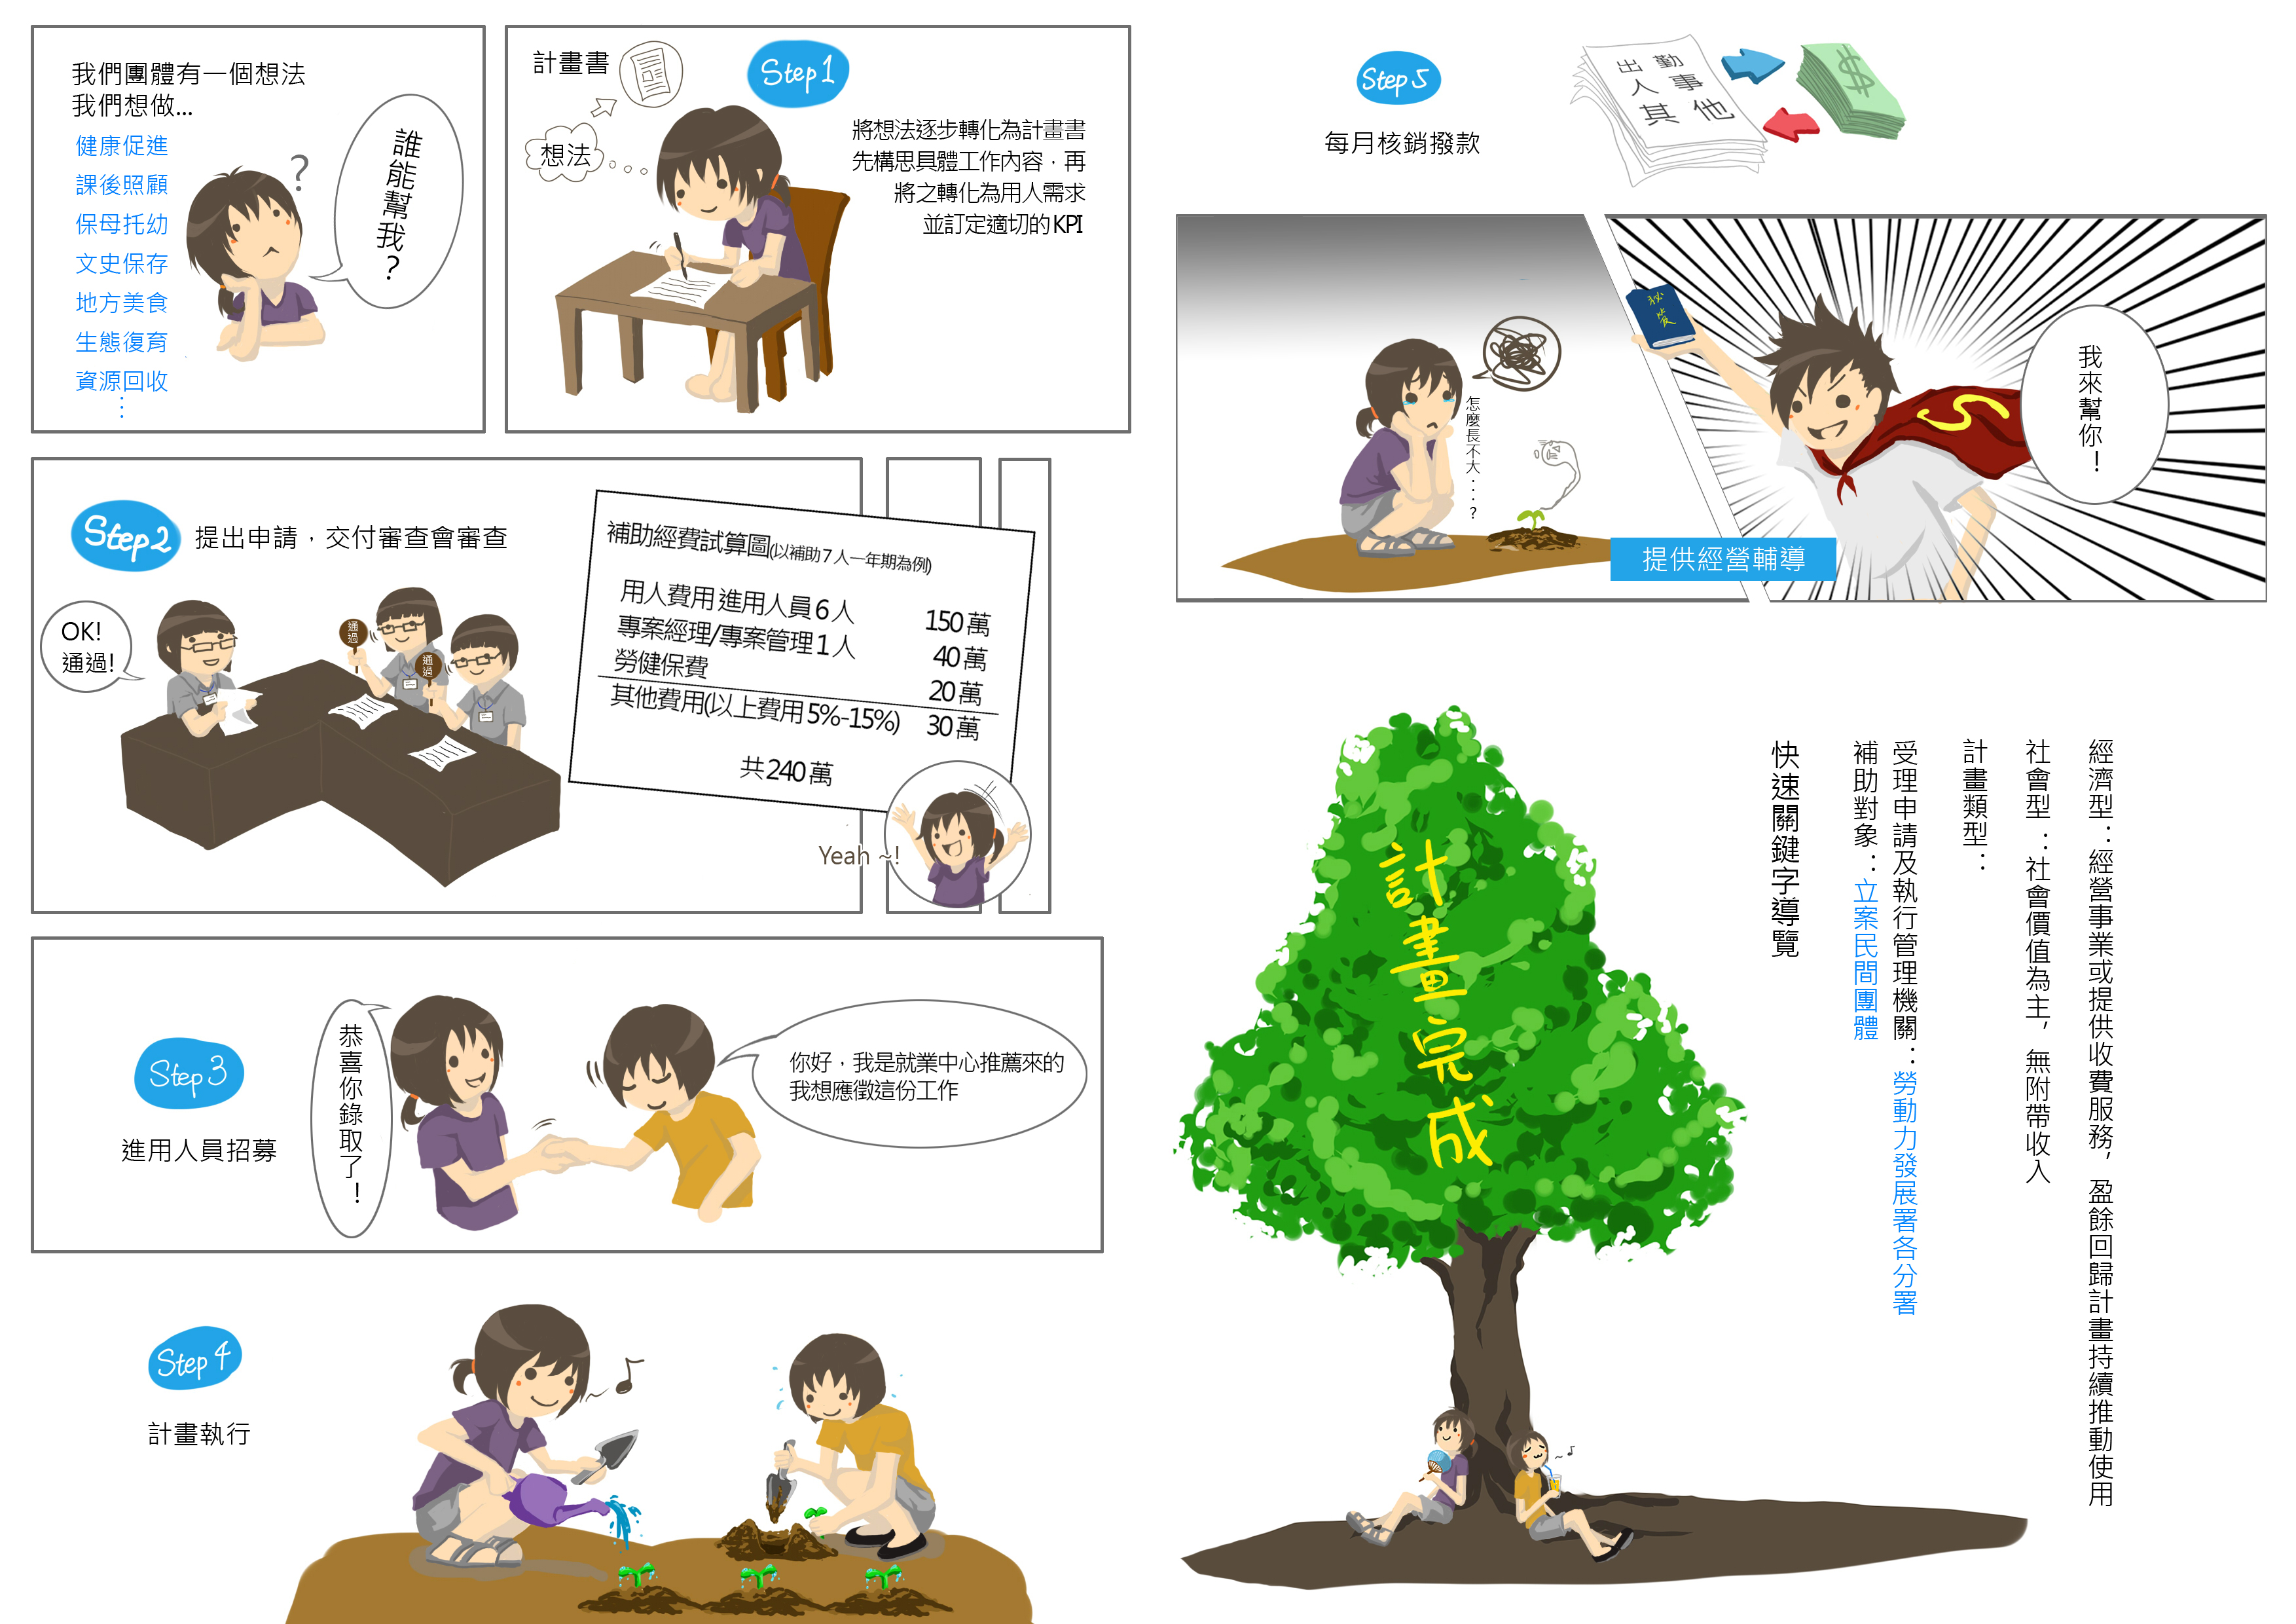 我們團體有一個想法
我們想做...
健康促進
課後照顧
保母托幼
文史保存
地方美食
生態復育
資源回收
⋮
?
誰能幫我?
計畫書
想法
Step 1
將想法逐步轉化為計畫書
先構思具體工作內容，再
將之轉化為用人需求
並訂定適切的 KPI
Step 2
提出申請，交付審查會審查
OK!
通過!
通過
通過
補助經費試算圖(以補助 7 人一年期為例)
用人費用 進用人員 6 人 150 萬
專案經理/專案管理 1 人 40 萬
勞健保費 20 萬
其他費用(以上費用 5%-15%) 30 萬
共 240 萬
Yeah ~!
Step 3
進用人員招募
恭喜你錄取了!
你好，我是就業中心推薦來的
我想應徵這份工作
Step 4
計畫執行
Step 5
每月核銷撥款
出勤
人事
其他
$
怎麼長不大...?
秘笈
S
我來幫你!
提供經營輔導
計畫完成
快速關鍵字導覽
補助對象：立案民間團體
受理申請及執行管理機關：勞動力發展署各分署
計畫類型：
社會型：社會價值為主，無附帶收入
經濟型：經營事業或提供收費服務，盈餘回歸計畫持續推動使用